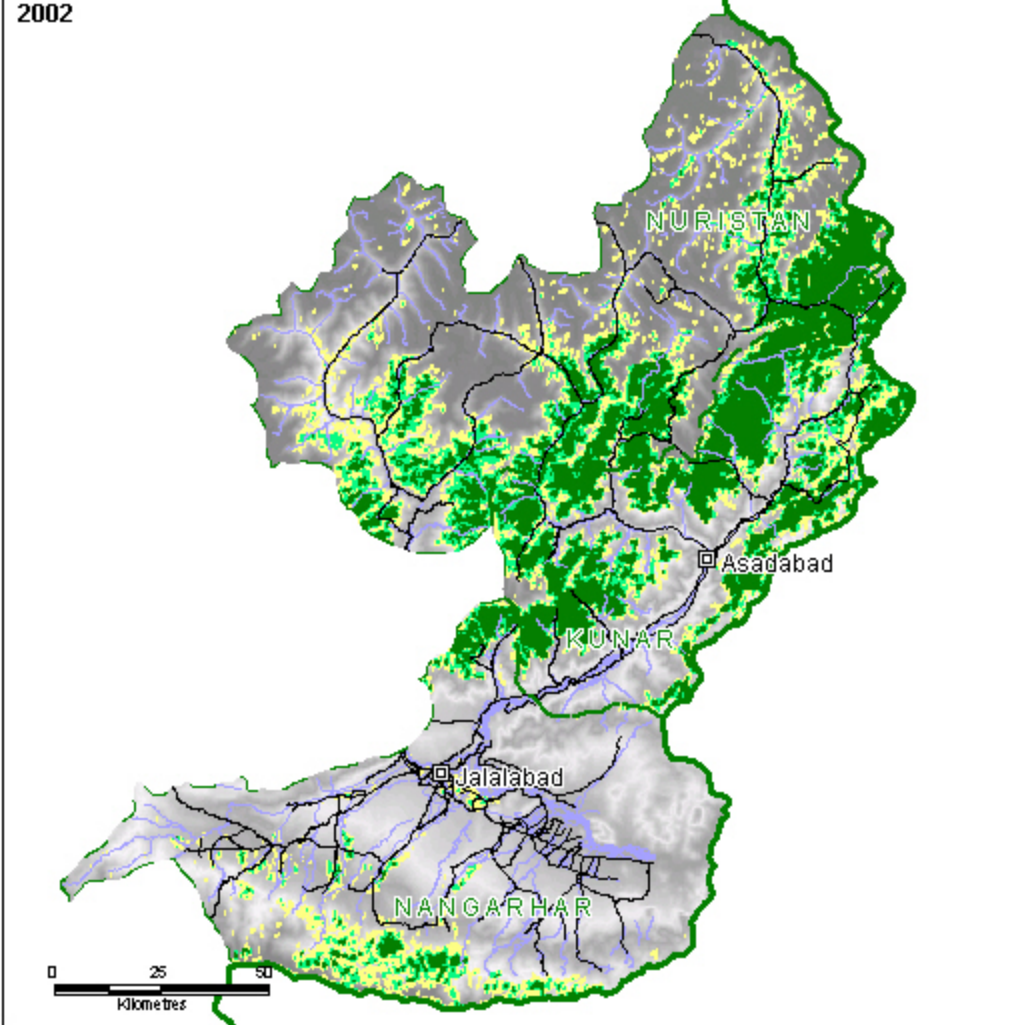 2002
NURISTAN
Asadabad
KUNAR
Jalalabad
NANGARHAR
0 25 50
Kilometres